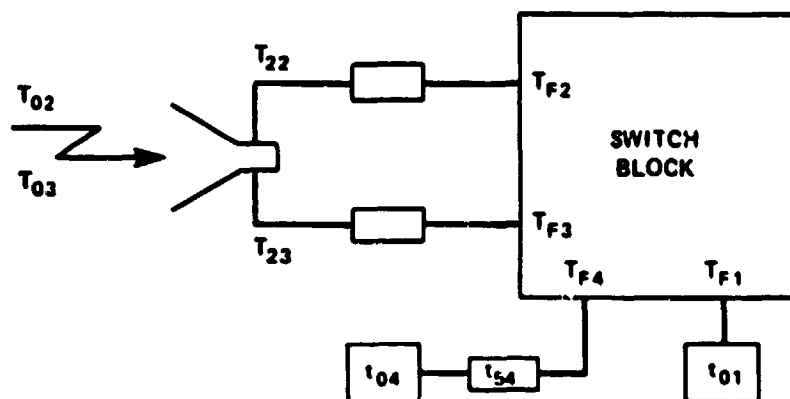 T22
T02
TF2
SWITCH
BLOCK
T03
TF3
T23
TF4
TF1
t04
t54
t01